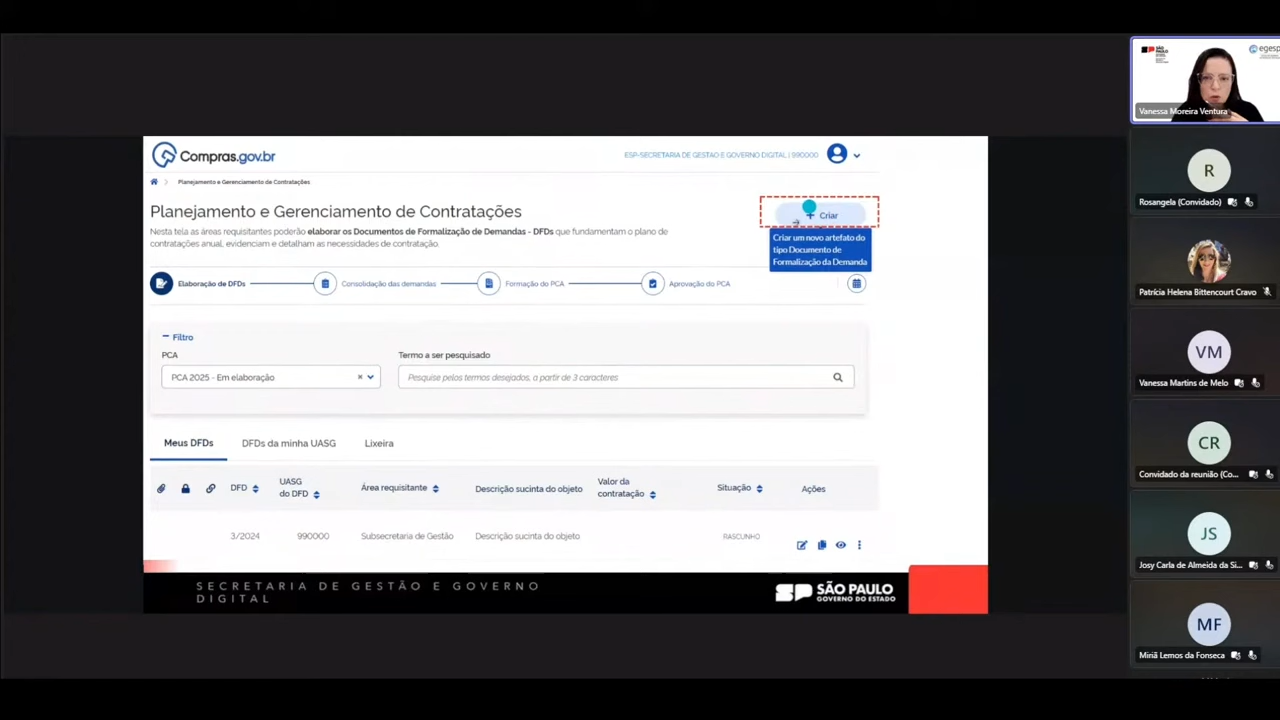 Compras.gov.br
ESP-SECRETARIA DE GESTAO E GOVERNO DIGITAL | 990000
Planejamento e Gerenciamento de Contratações
Planejamento e Gerenciamento de Contratações
Criar
Nesta tela as áreas requisitantes poderão elaborar os Documentos de Formalização de Demandas - DFDs que fundamentam o plano de
contratações anual, evidenciem e detalham as necessidades de contratação.
Criar um novo artefato do
tipo Documento de
Formalização da Demanda
Elaboração de DFDs
Consolidação das demandas
Formação do PCA
Aprovação do PCA
Filtro
PCA
Termo a ser pesquisado
PCA 2025 - Em elaboração
Pesquise pelos termos desejados, a partir de 3 caracteres
Meus DFDs
DFDs da minha UASG
Lixeira
DFD
UASG
do DFD
Área requisitante
Descrição sucinta do objeto
Valor da
contratação
Situação
Ações
3/2024
990000
Subsecretaria de Gestão
Descrição sucinta do objeto
RASCUNHO
SECRETARIA DE GESTÃO E GOVERNO
DIGITAL
SP SÃO PAULO
GOVERNO DO ESTADO
SÃO
PAULO
egesp
Vanessa Moreira Ventura
R
Rosangela (Convidado)
Patrícia Helena Bittencourt Cravo
VM
Vanessa Martins de Melo
CR
Convidado da reunião (Co...
JS
Josy Carla de Almeida da Si...
MF
Miriã Lemos da Fonseca